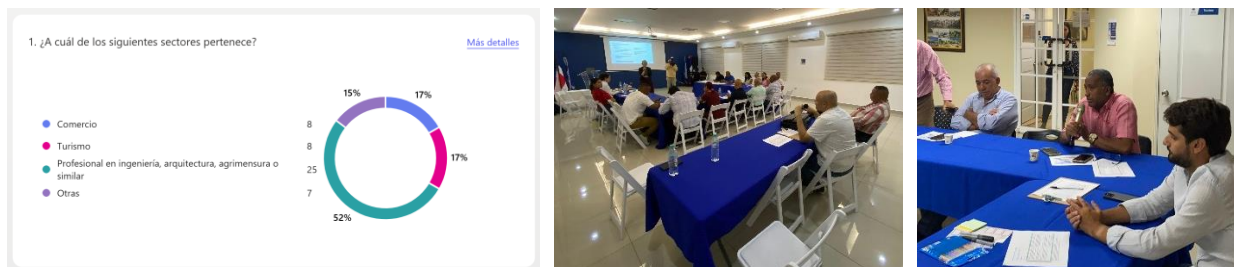 1. ¿A cuál de los siguientes sectores pertenece?
Más detalles
Comercio 8
Turismo 8
Profesional en ingeniería, arquitectura, agrimensura o
similar 25
Otras 7
15%
17%
17%
52%